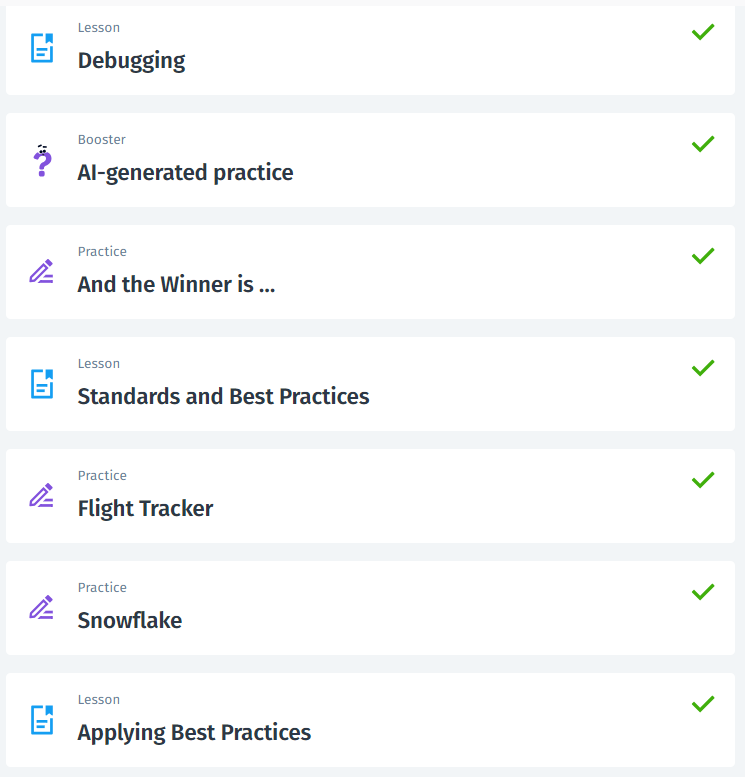 Lesson
Debugging
Booster
AI-generated practice
Practice
And the Winner is ...
Lesson
Standards and Best Practices
Practice
Flight Tracker
Practice
Snowflake
Lesson
Applying Best Practices